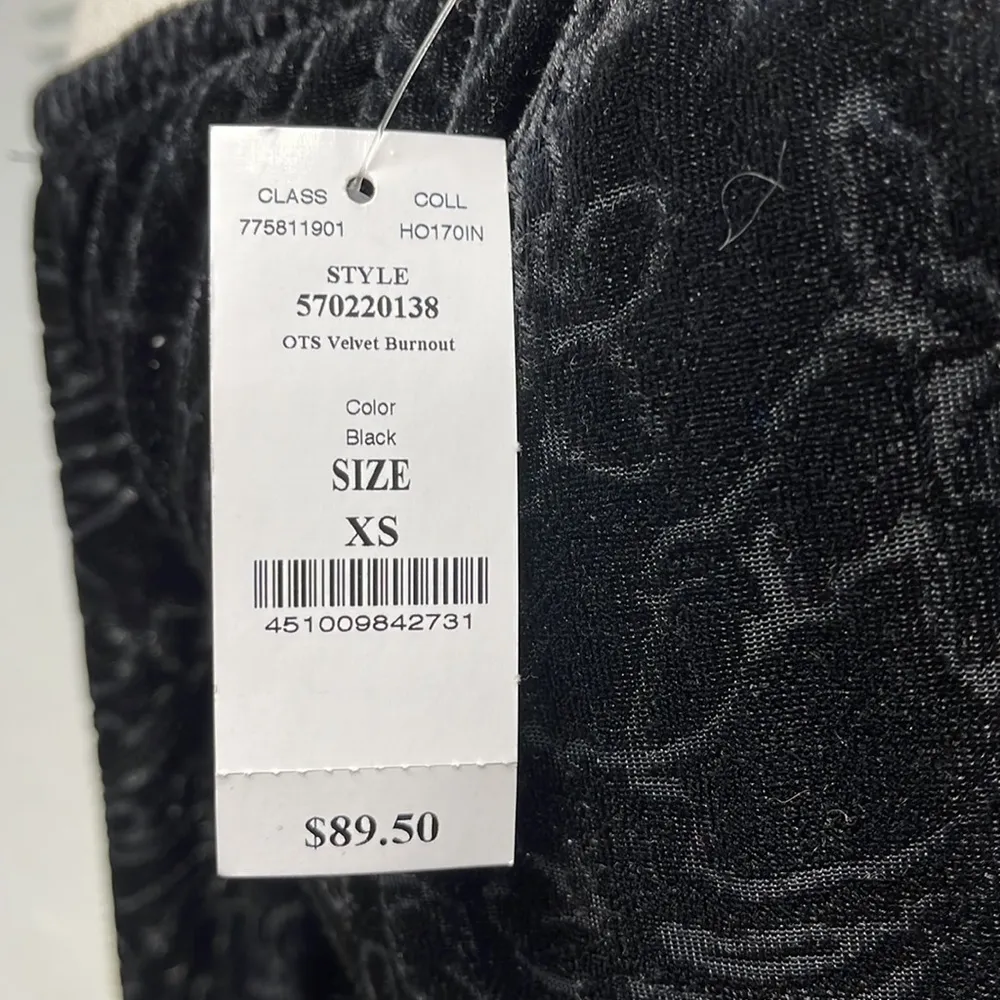 CLASS COLL
775811901 HO170IN
STYLE
570220138
OTS Velvet Burnout
Color
Black
SIZE
XS
451009842731
$89.50